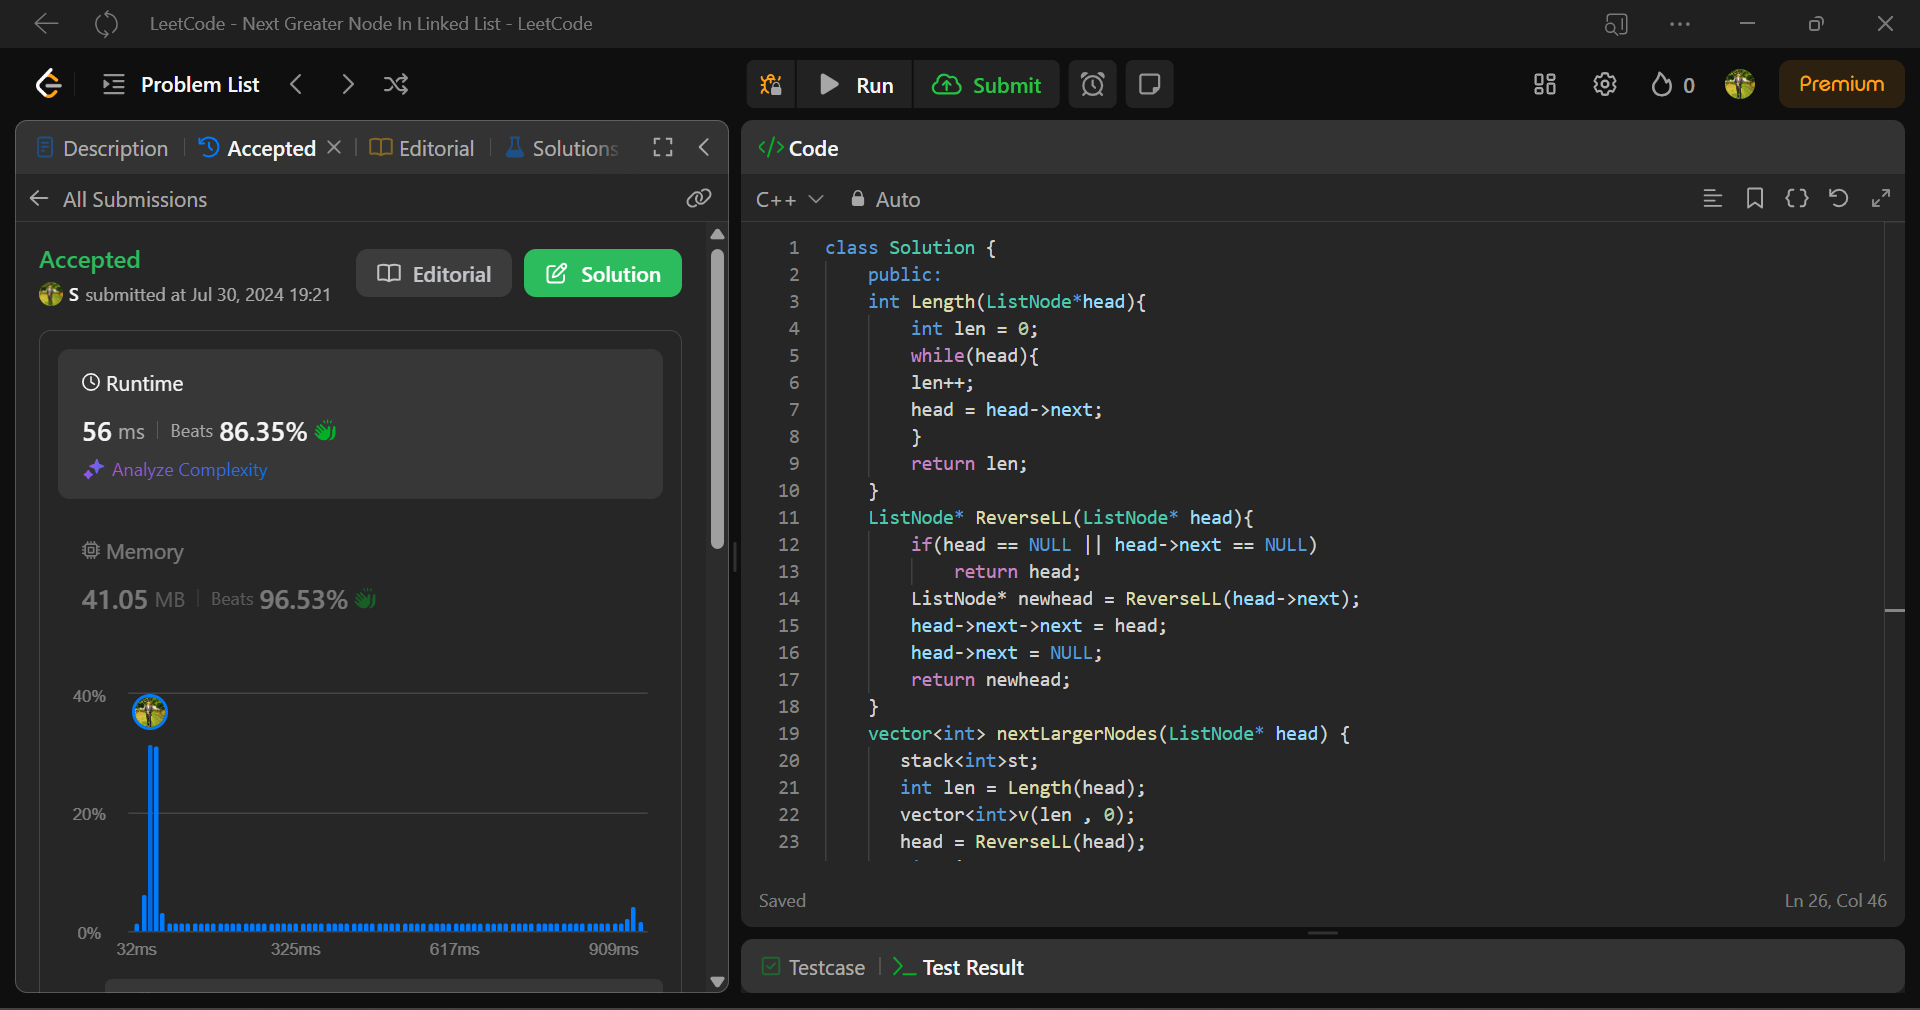 LeetCode - Next Greater Node In Linked List - LeetCode
Problem List
Run
Submit
0
Premium
Description
Accepted
Editorial
Solutions
All Submissions
Accepted
S submitted at Jul 30, 2024 19:21
Editorial
Solution
Runtime
56 ms
Beats 86.35%
Analyze Complexity
Memory
41.05 MB
Beats 96.53%
40%
20%
0%
32ms 325ms 617ms 909ms
</> Code
C++
Auto
1 class Solution {
2 public:
3 int Length(ListNode*head){
4 int len = 0;
5 while(head){
6 len++;
7 head = head->next;
8 }
9 return len;
10 }
11 ListNode* ReverseLL(ListNode* head){
12 if(head == NULL || head->next == NULL)
13 return head;
14 ListNode* newhead = ReverseLL(head->next);
15 head->next->next = head;
16 head->next = NULL;
17 return newhead;
18 }
19 vector<int> nextLargerNodes(ListNode* head) {
20 stack<int>st;
21 int len = Length(head);
22 vector<int>v(len , 0);
23 head = ReverseLL(head);
Saved
Ln 26, Col 46
Testcase
Test Result